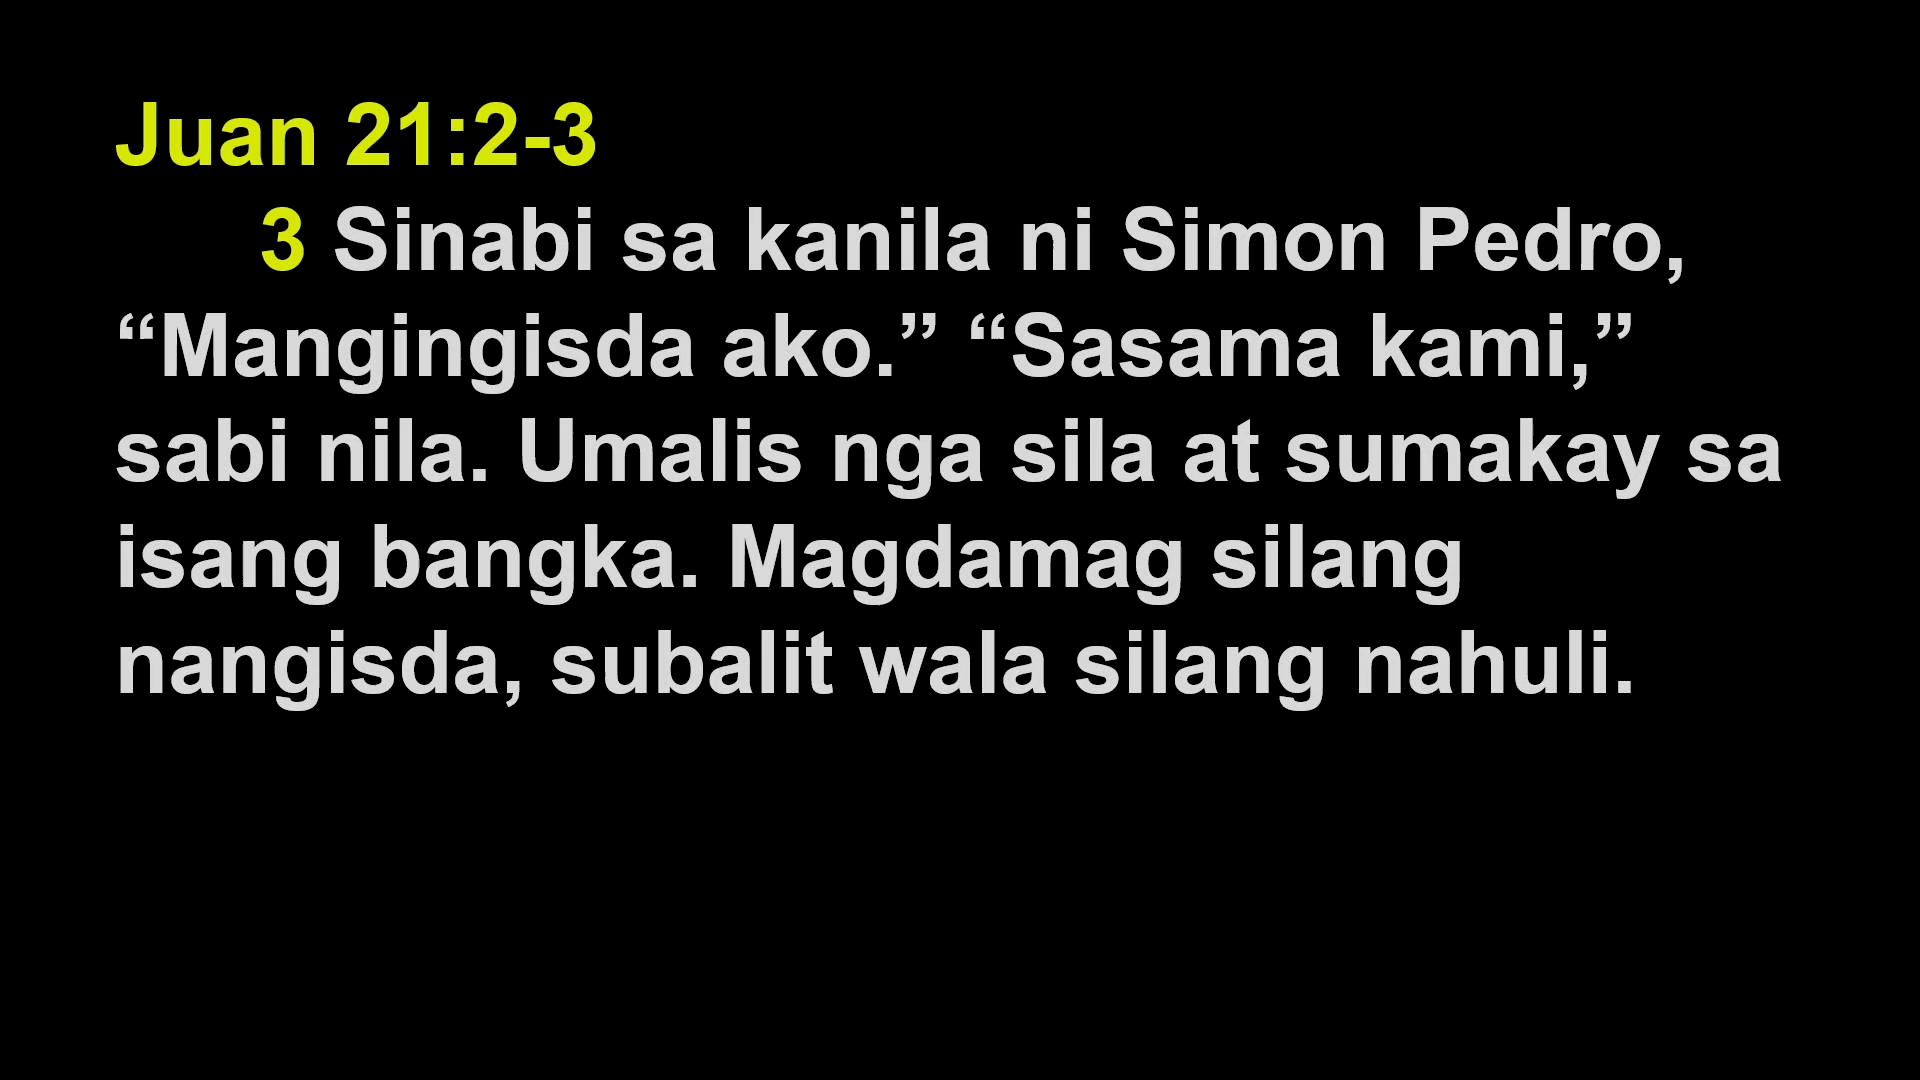 Juan 21:2-3
3 Sinabi sa kanila ni Simon Pedro,
“Mangingisda ako.” “Sasama kami,”
sabi nila. Umalis nga sila at sumakay sa
isang bangka. Magdamag silang
nangisda, subalit wala silang nahuli.